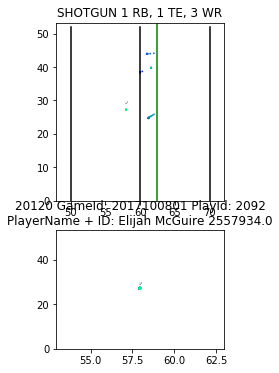 SHOTGUN 1 RB, 1 TE, 3 WR
50
40
30
20
10
0
50 55 60 65 70
20120 GameId: 2017100801 PlayId: 2092
PlayerName + ID: Elijah McGuire 2557934.0
40
20
0
55.0 57.5 60.0 62.5